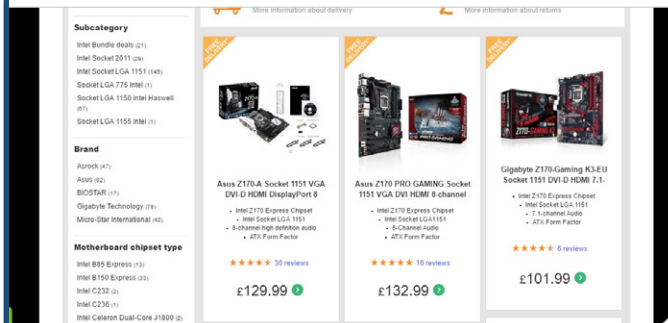 More information about delivery
More information about returns
Subcategory
Intel Bundle deals (21)
Intel Socket 2011 (28)
Intel Socket LGA 1151 (145)
Socket LGA 775 Intel (1)
Socket LGA 1150 Intel Haswell
(67)
Socket LGA 1155 Intel (1)
Brand
Asrock (47)
Asus (92)
BIOSTAR (17)
Gigabyte Technology (78)
Micro-Star International (40)
Motherboard chipset type
Intel B85 Express (13)
Intel B150 Express (33)
Intel C232 (2)
Intel C236 (1)
Intel Celeron Dual-Core J1800 (2)
FREE
DELIVERY*
Asus Z170-A Socket 1151 VGA
DVI-D HDMI DisplayPort 8
Intel Z170 Express Chipset
Intel Socket LGA 1151
8-channel high definition audio
ATX Form Factor
36 reviews
£129.99
FREE
DELIVERY*
PRO GAMING
Asus Z170 PRO GAMING Socket
1151 VGA DVI HDMI 8-channel
Intel Z170 Express Chipset
Intel Socket LGA1151
8-Channel Audio
ATX Form Factor
16 reviews
£132.99
FREE
DELIVERY*
Z170-GAMING K3
Gigabyte Z170-Gaming K3-EU
Socket 1151 DVI-D HDMI 7.1-
Intel Z170 Express Chipset
Intel Socket LGA 1151
7.1-channel Audio
ATX Form Factor
6 reviews
£101.99